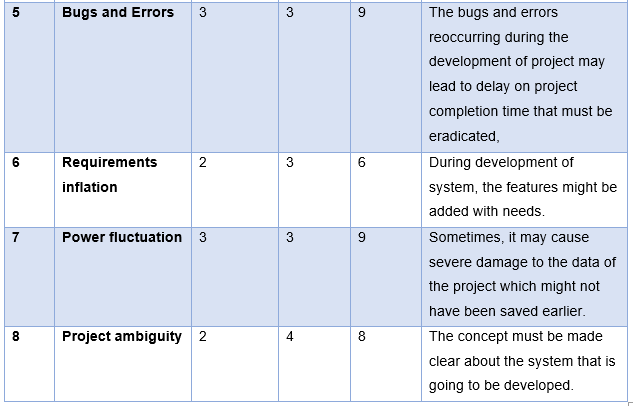 5 Bugs and Errors 3 3 9 The bugs and errors
reoccurring during the
development of project may
lead to delay on project
completion time that must be
eradicated,
6 Requirements 2 3 6 During development of
inflation system, the features might be
added with needs.
7 Power fluctuation 3 3 9 Sometimes, it may cause
severe damage to the data of
the project which might not
have been saved earlier.
8 Project ambiguity 2 4 8 The concept must be made
clear about the system that is
going to be developed.